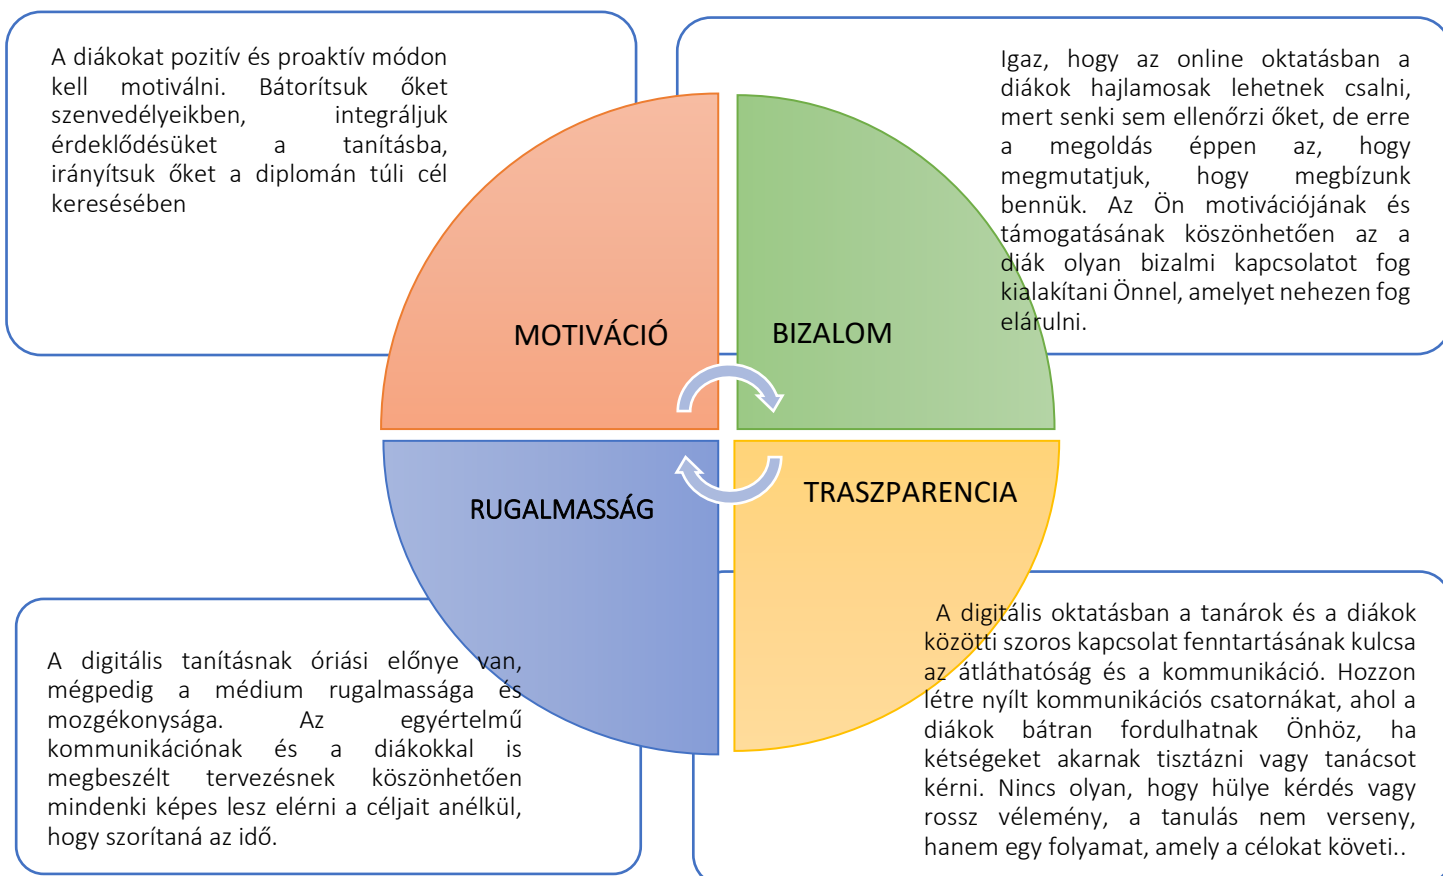 A diákokat pozitív és proaktív módon
kell motiválni. Bátorítsuk őket
szenvedélyeikben, integráljuk
érdeklődésüket a tanításba,
irányítsuk őket a diplomán túli cél
keresésében
Igaz, hogy az online oktatásban a
diákok hajlamosak lehetnek csalni,
mert senki sem ellenőrzi őket, de erre
a megoldás éppen az, hogy
megmutatjuk, hogy megbízunk
bennük. Az Ön motivációjának és
támogatásának köszönhetően az a
diák olyan bizalmi kapcsolatot fog
kialakítani Önnel, amelyet nehezen fog
elárulni.
MOTIVÁCIÓ
BIZALOM
RUGALMASSÁG
TRASZPARENCIA
A digitális tanításnak óriási előnye van,
mégpedig a médium rugalmassága és
mozgékonysága. Az egyértelmű
kommunikációnak és a diákokkal is
megbeszélt tervezésnek köszönhetően
mindenki képes lesz elérni a céljait anélkül,
hogy szorítaná az idő.
A digitális oktatásban a tanárok és a diákok
közötti szoros kapcsolat fenntartásának kulcsa
az átláthatóság és a kommunikáció. Hozzon
létre nyílt kommunikációs csatornákat, ahol a
diákok bátran fordulhatnak Önhöz, ha
kétségeket akarnak tisztázni vagy tanácsot
kérni. Nincs olyan, hogy hülye kérdés vagy
rossz vélemény, a tanulás nem verseny,
hanem egy folyamat, amely a célokat követi..